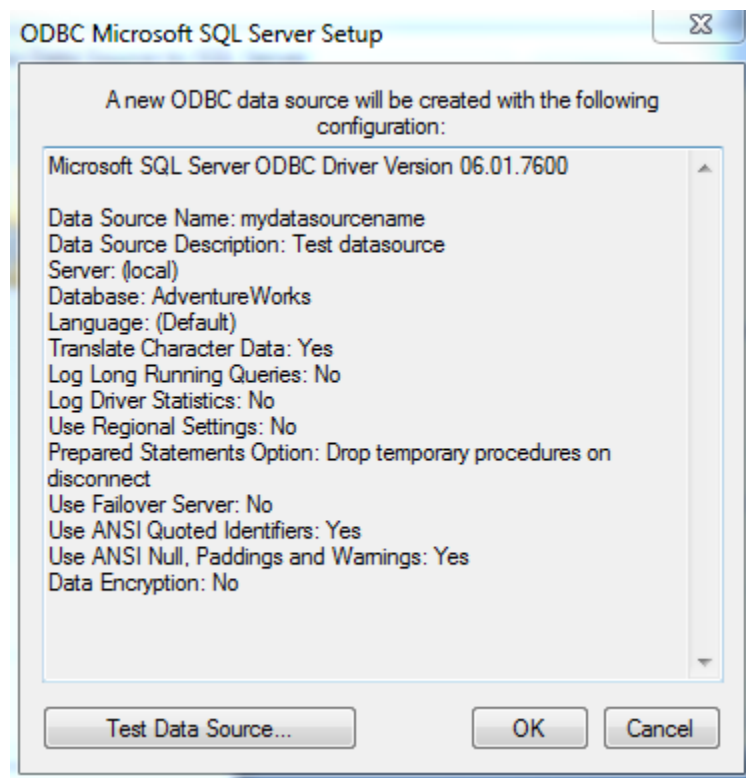 ODBC Microsoft SQL Server Setup
A new ODBC data source will be created with the following
configuration:
Microsoft SQL Server ODBC Driver Version 06.01.7600
Data Source Name: mydatasourcename
Data Source Description: Test datasource
Server: (local)
Database: AdventureWorks
Language: (Default)
Translate Character Data: Yes
Log Long Running Queries: No
Log Driver Statistics: No
Use Regional Settings: No
Prepared Statements Option: Drop temporary procedures on
disconnect
Use Failover Server: No
Use ANSI Quoted Identifiers: Yes
Use ANSI Null, Paddings and Warnings: Yes
Data Encryption: No
Test Data Source... OK Cancel